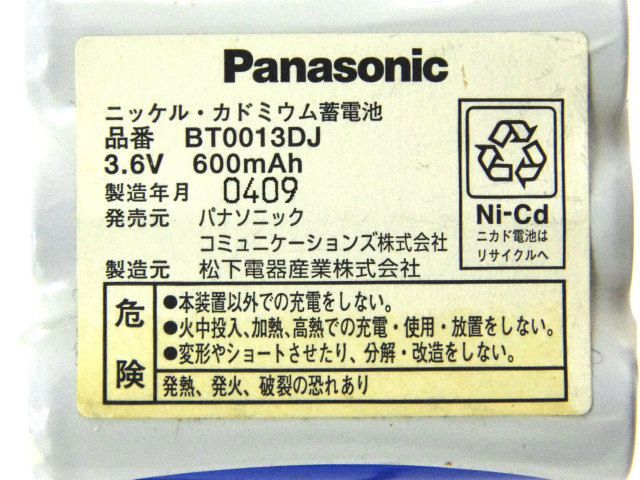 Panasonic
ニッケル・カドミウム蓄電池
品番 BT0013DJ
3.6V 600mAh
製造年月 0409
発売元 パナソニック
コミュニケーションズ株式会社
製造元 松下電器産業株式会社
Ni-Cd
ニカド電池は
リサイクルへ
危険
●本装置以外での充電をしない。
●火中投入、加熱、高熱での充電・使用・放置をしない。
●変形やショートさせたり、分解・改造をしない。
発熱、発火、破裂の恐れあり